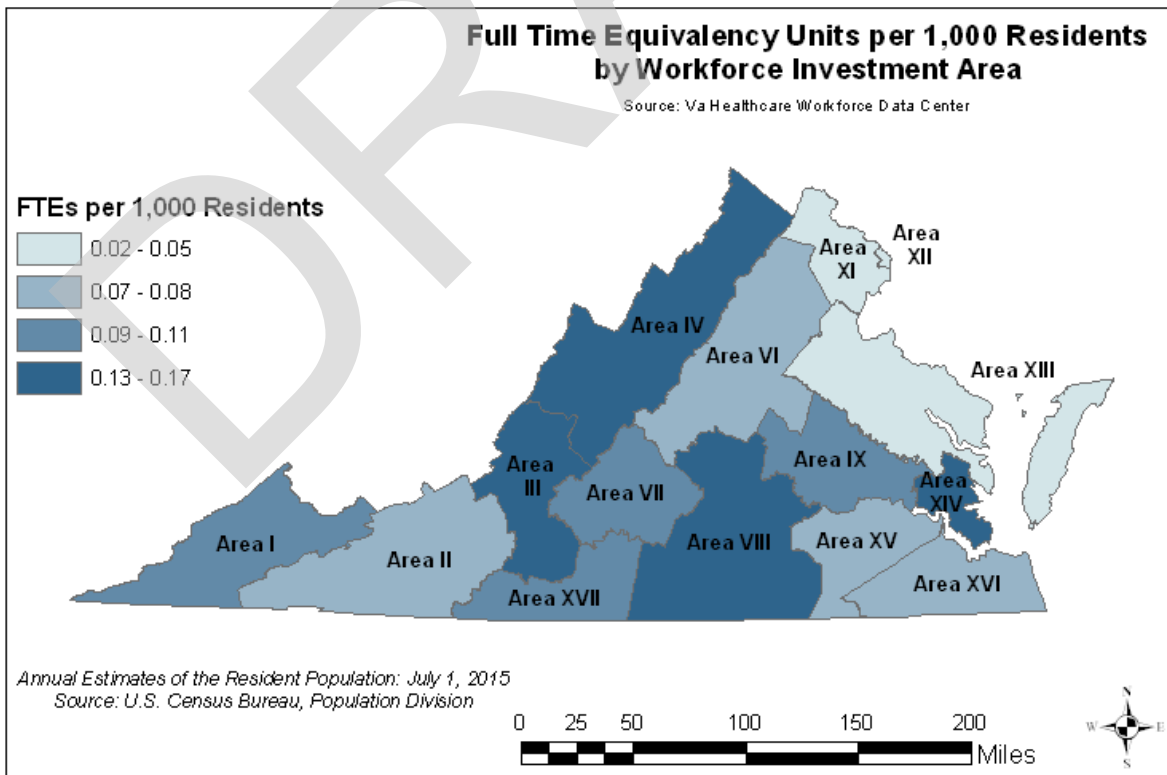 Full Time Equivalency Units per 1,000 Residents
by Workforce Investment Area
Source: Va Healthcare Workforce Data Center
FTEs per 1,000 Residents
0.02 - 0.05
0.07 - 0.08
0.09 - 0.11
0.13 - 0.17
Area
XI
Area
XII
Area IV
Area VI
Area XIII
Area
III
Area VII
Area IX
Area
XIV
Area I
Area II
Area VIII
Area XV
Area XVII
Area XVI
Annual Estimates of the Resident Population: July 1, 2015
Source: U.S. Census Bureau, Population Division
0 25 50 100 150 200
Miles
N
W E
S
DRA